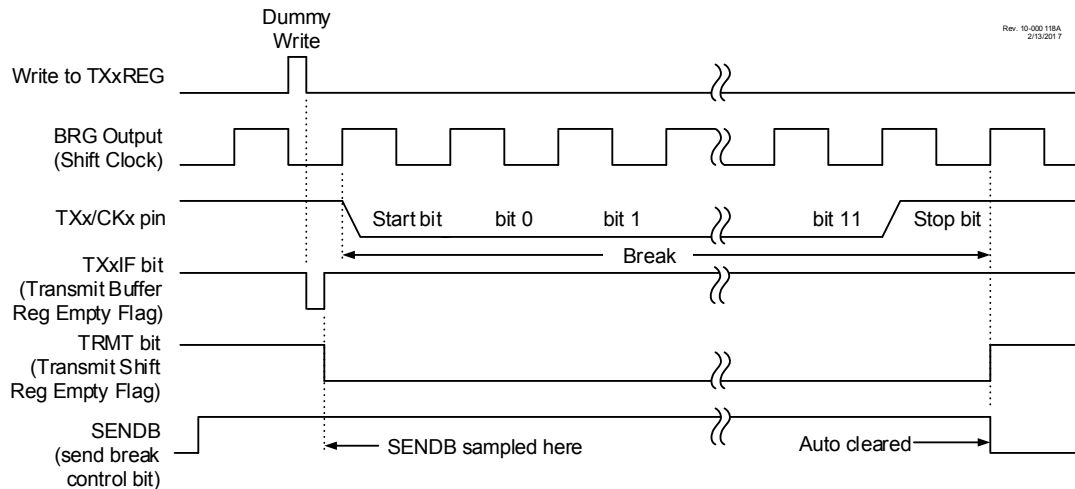 Dummy
Write
Rev. 10-000 118A
2/13/201 7
Write to TXxREG
BRG Output
(Shift Clock)
TXx/CKx pin
Start bit
bit 0
bit 1
bit 11
Stop bit
Break
TXxIF bit
(Transmit Buffer
Reg Empty Flag)
TRMT bit
(Transmit Shift
Reg Empty Flag)
SENDB
(send break
control bit)
SENDB sampled here
Auto cleared